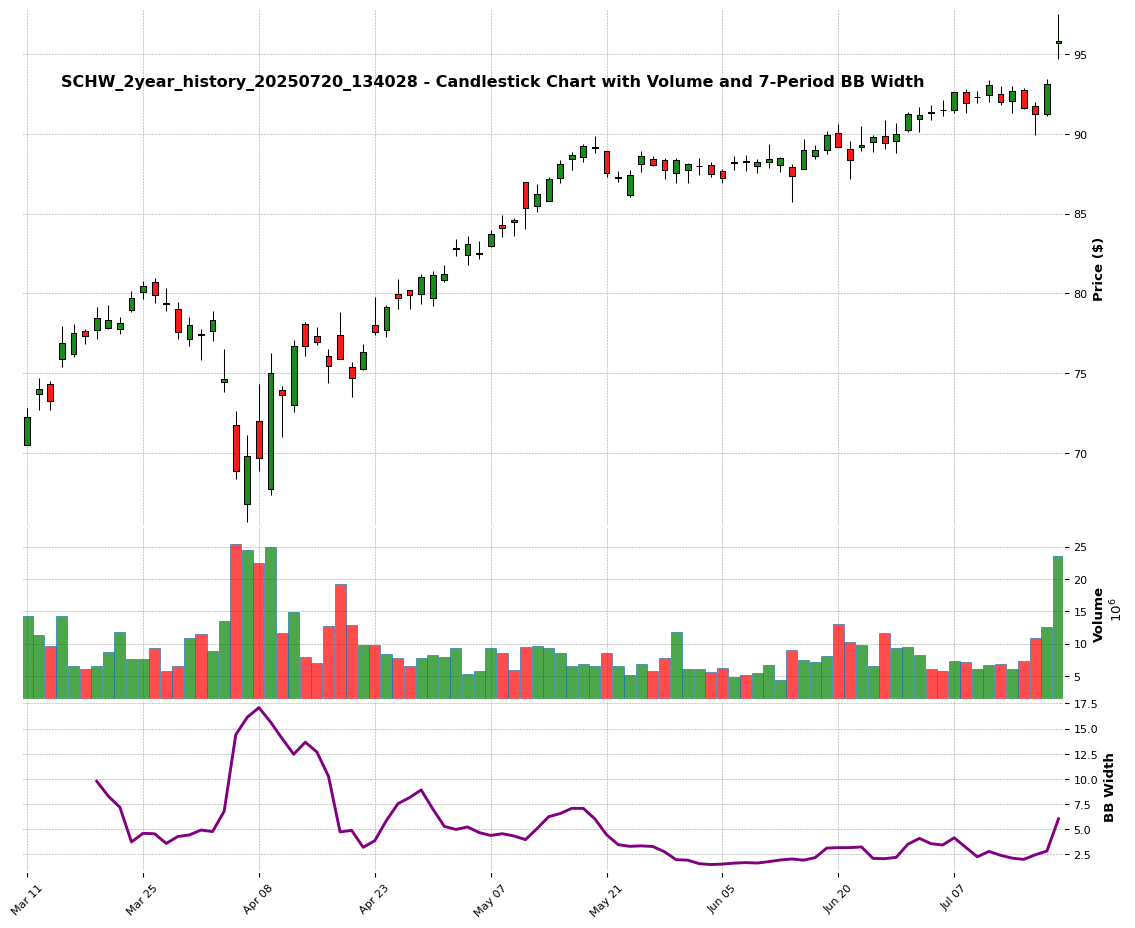 SCHW_2year_history_20250720_134028 - Candlestick Chart with Volume and 7-Period BB Width
95
90
85
80
75
70
Price ($)
25
20
15
10
5
Volume
10^6
17.5
15.0
12.5
10.0
7.5
5.0
2.5
BB Width
Mar 11
Mar 25
Apr 08
Apr 23
May 07
May 21
Jun 05
Jun 20
Jul 07